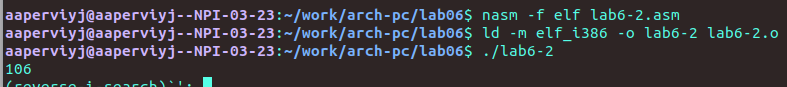 aaperviyj@aaperviyj--NPI-03-23:~/work/arch-pc/lab06$ nasm -f elf lab6-2.asm
aaperviyj@aaperviyj--NPI-03-23:~/work/arch-pc/lab06$ ld -m elf_i386 -o lab6-2 lab6-2.o
aaperviyj@aaperviyj--NPI-03-23:~/work/arch-pc/lab06$ ./lab6-2
106
(reverse-i-search)`':